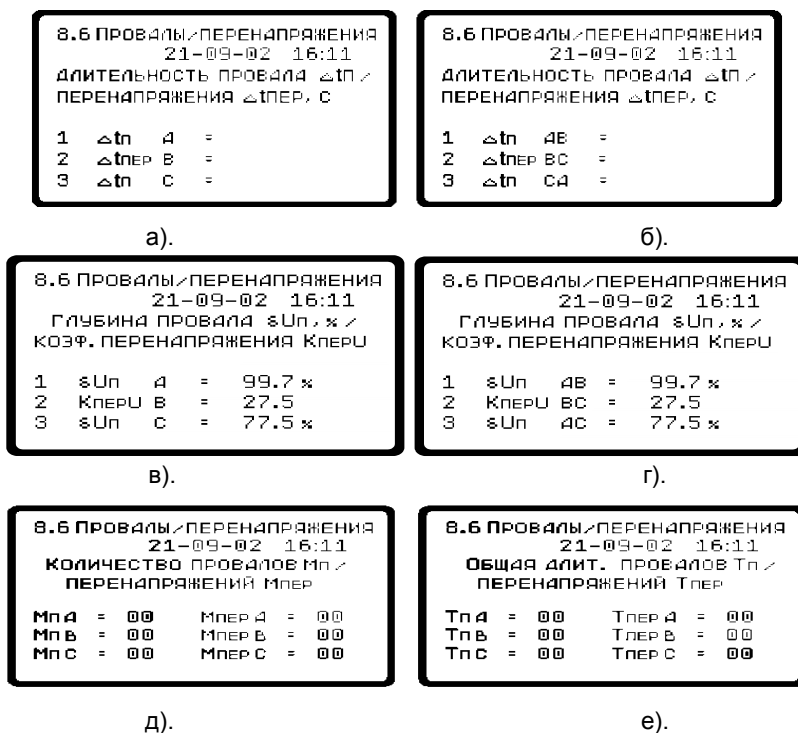 8.6 ПРОВАЛЫ/ПЕРЕНАПРЯЖЕНИЯ
21-09-02 16:11
ДЛИТЕЛЬНОСТЬ ПРОВАЛА Δtп /
ПЕРЕНАПРЯЖЕНИЯ ΔtПЕР, С
1 Δtп А =
2 ΔtПЕР В =
3 Δtп С =
а).
8.6 ПРОВАЛЫ/ПЕРЕНАПРЯЖЕНИЯ
21-09-02 16:11
ДЛИТЕЛЬНОСТЬ ПРОВАЛА Δtп /
ПЕРЕНАПРЯЖЕНИЯ ΔtПЕР, С
1 Δtп АВ =
2 ΔtПЕР ВС =
3 Δtп СА =
б).
8.6 ПРОВАЛЫ/ПЕРЕНАПРЯЖЕНИЯ
21-09-02 16:11
ГЛУБИНА ПРОВАЛА δUп, % /
КОЭФ. ПЕРЕНАПРЯЖЕНИЯ КПЕРU
1 δUп А = 99.7 %
2 КПЕРU В = 27.5
3 δUп С = 77.5 %
в).
8.6 ПРОВАЛЫ/ПЕРЕНАПРЯЖЕНИЯ
21-09-02 16:11
ГЛУБИНА ПРОВАЛА δUп, % /
КОЭФ. ПЕРЕНАПРЯЖЕНИЯ КПЕРU
1 δUп АВ = 99.7 %
2 КПЕРU ВС = 27.5
3 δUп АС = 77.5 %
г).
8.6 ПРОВАЛЫ/ПЕРЕНАПРЯЖЕНИЯ
21-09-02 16:11
КОЛИЧЕСТВО ПРОВАЛОВ Мп /
ПЕРЕНАПРЯЖЕНИЙ МПЕР
Мп А = 00 МПЕР А = 00
Мп В = 00 МПЕР В = 00
Мп С = 00 МПЕР С = 00
д).
8.6 ПРОВАЛЫ/ПЕРЕНАПРЯЖЕНИЯ
21-09-02 16:11
ОБЩАЯ ДЛИТ. ПРОВАЛОВ Тп /
ПЕРЕНАПРЯЖЕНИЙ ТПЕР
Тп А = 00 ТПЕР А = 00
Тп В = 00 ТПЕР В = 00
Тп С = 00 ТПЕР С = 00
е).